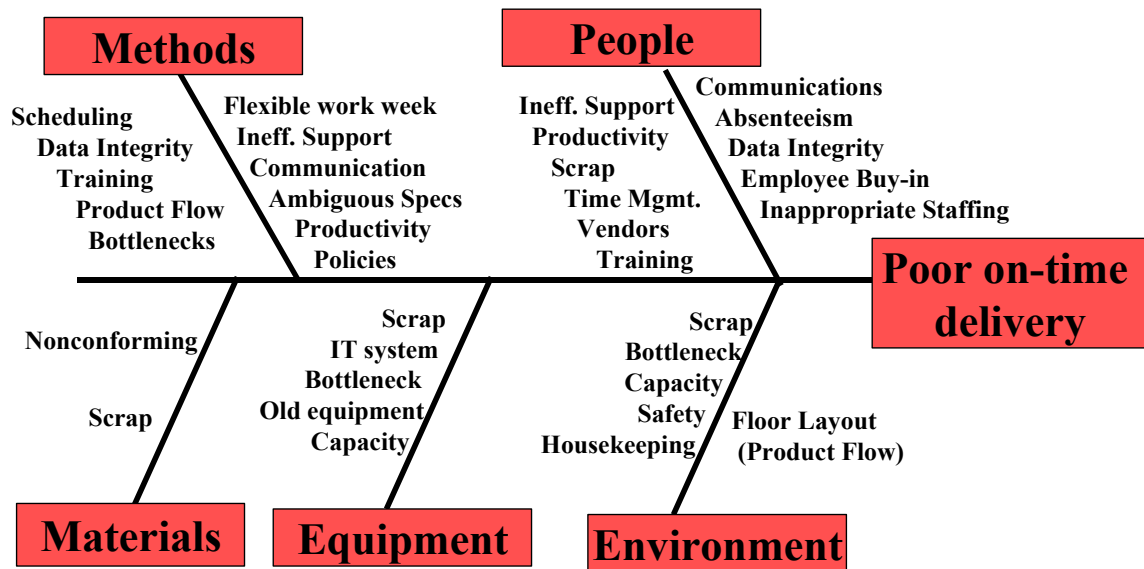 Methods
People
Scheduling
Data Integrity
Training
Product Flow
Bottlenecks
Flexible work week
Ineff. Support
Communication
Ambiguous Specs
Productivity
Policies
Ineff. Support
Productivity
Scrap
Time Mgmt.
Vendors
Training
Communications
Absenteeism
Data Integrity
Employee Buy-in
Inappropriate Staffing
Poor on-time
delivery
Nonconforming
Scrap
Scrap
IT system
Bottleneck
Old equipment
Capacity
Scrap
Bottleneck
Capacity
Safety
Housekeeping
Floor Layout
(Product Flow)
Materials
Equipment
Environment